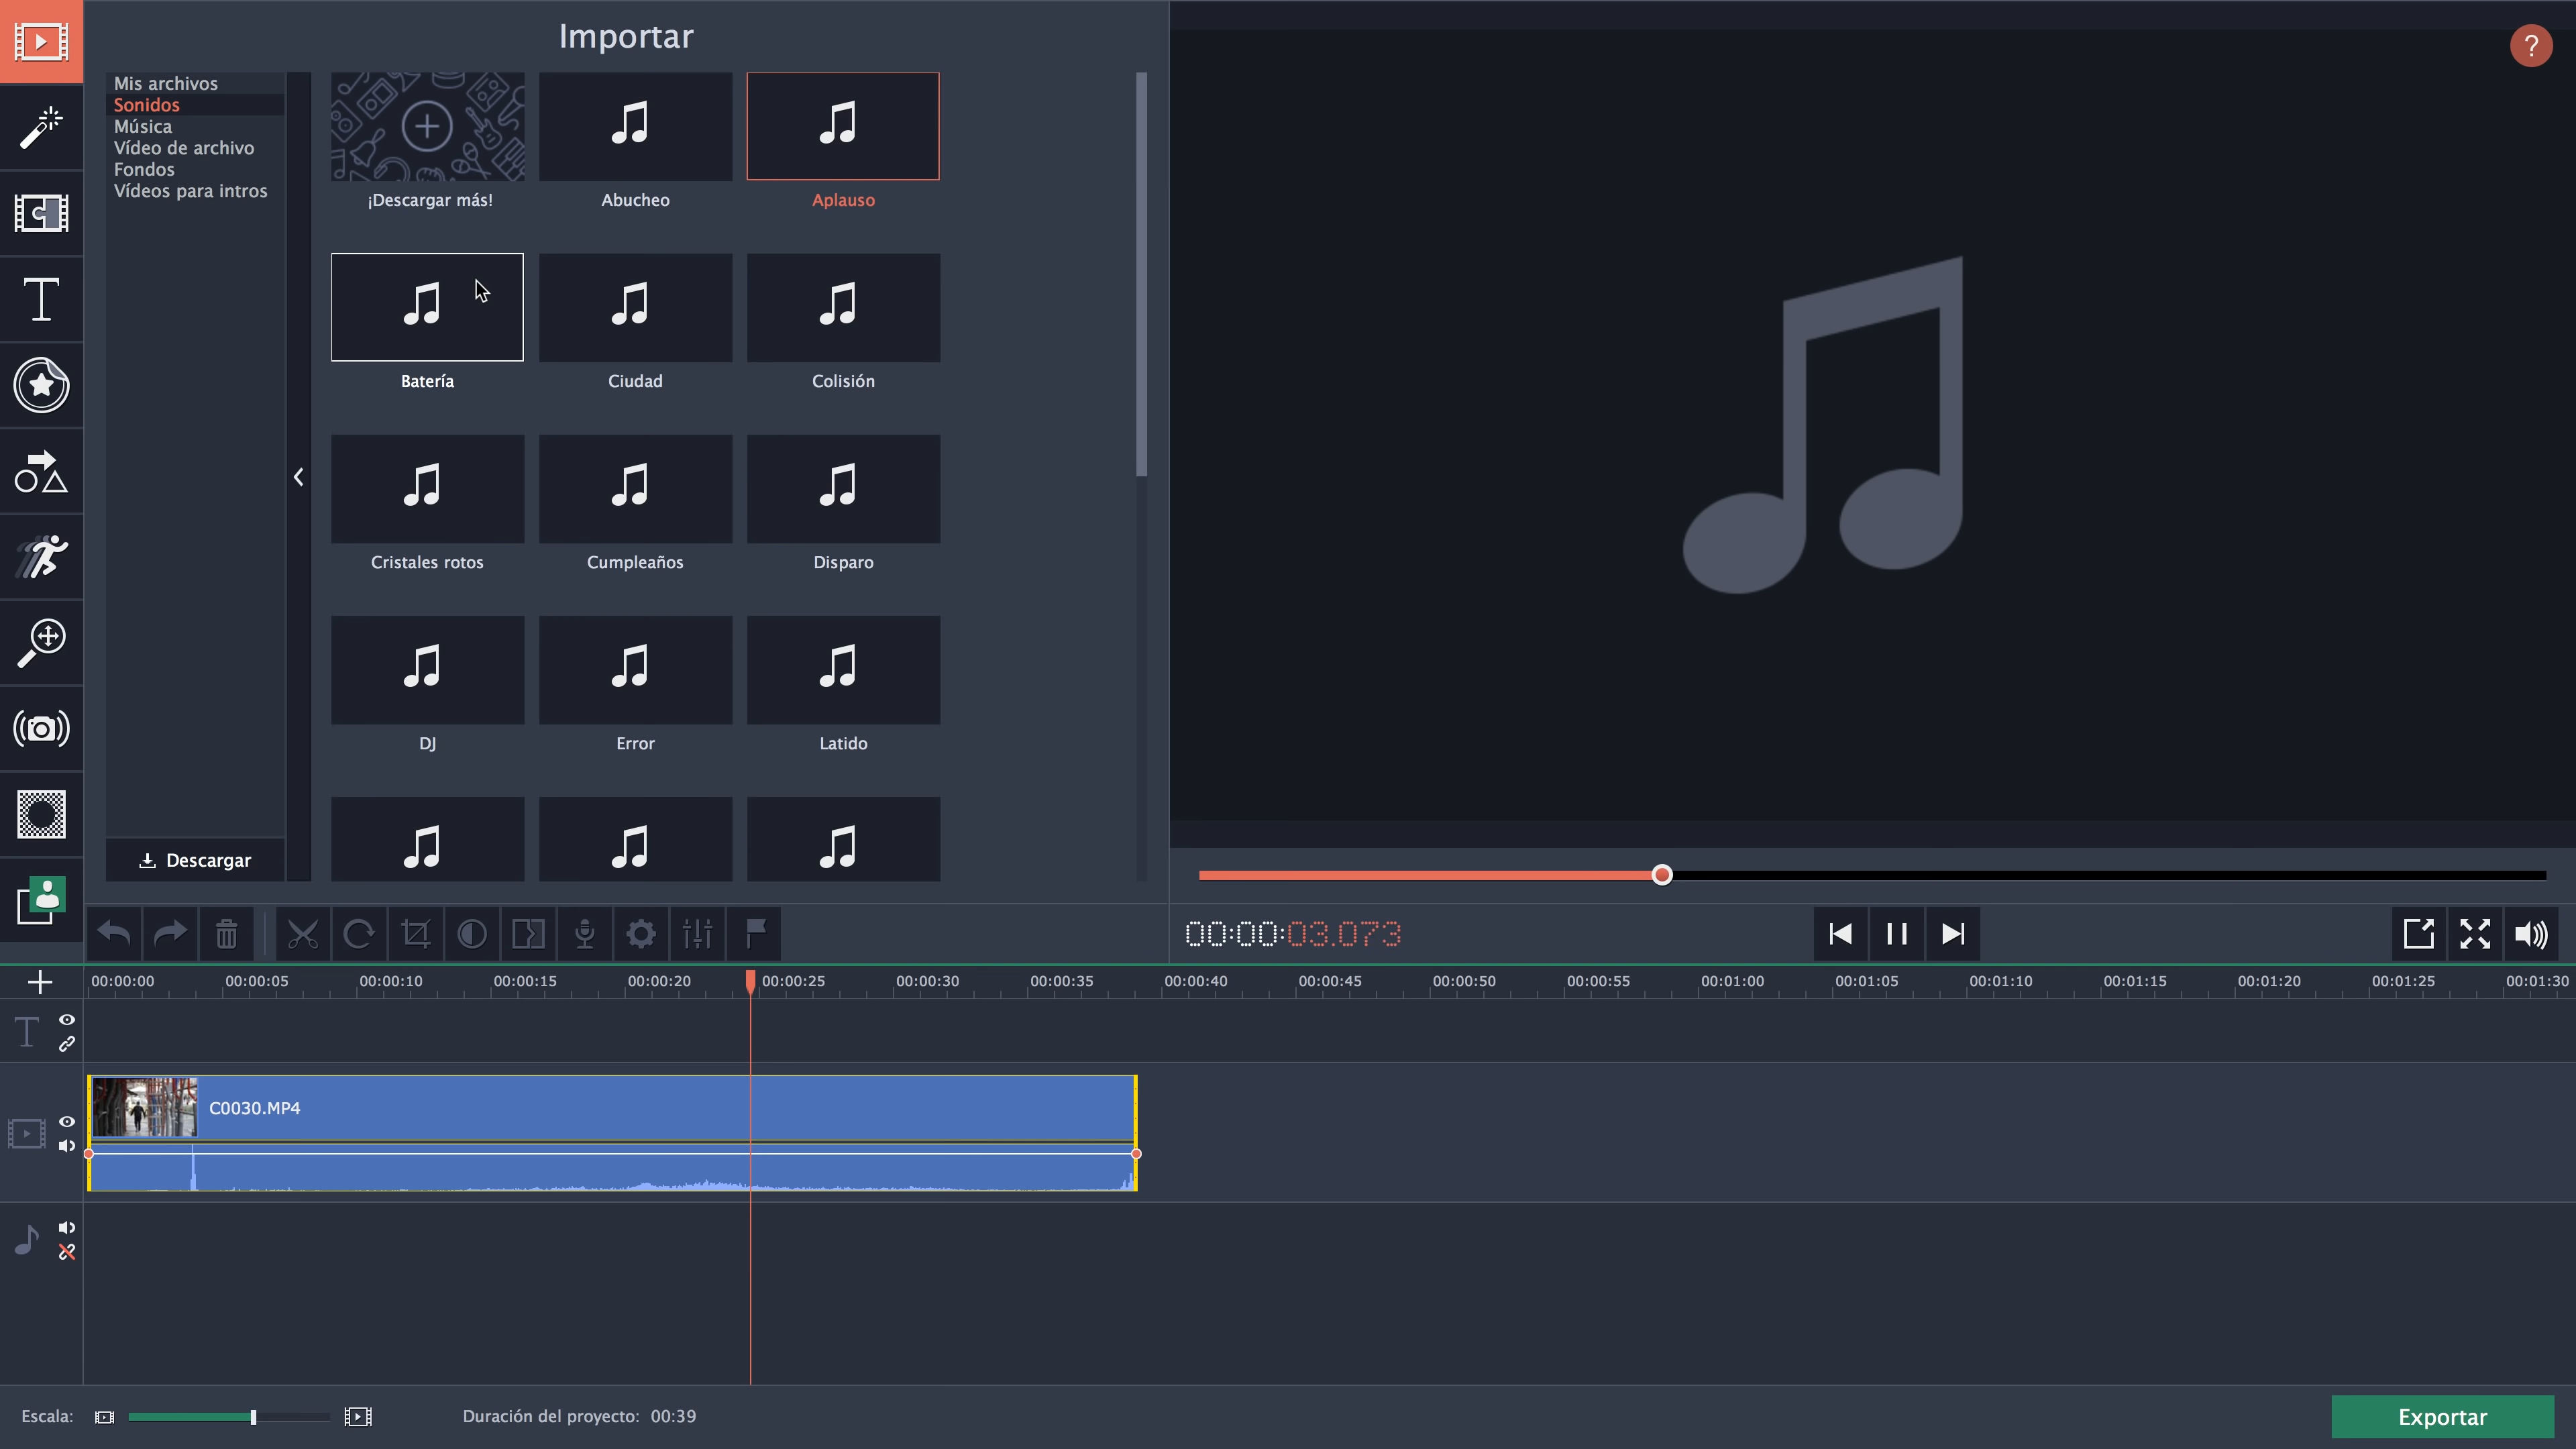 Importar
?
Mis archivos
Sonidos
Música
Vídeo de archivo
Fondos
Vídeos para intros
Descargar
¡Descargar más!
Abucheo
Aplauso
Batería
Ciudad
Colisión
Cristales rotos
Cumpleaños
Disparo
DJ
Error
Latido
00:00:03.073
00:00:00 00:00:05 00:00:10 00:00:15 00:00:20 00:00:25 00:00:30 00:00:35 00:00:40 00:00:45 00:00:50 00:00:55 00:01:00 00:01:05 00:01:10 00:01:15 00:01:20 00:01:25 00:01:30
C0030.MP4
Escala:
Duración del proyecto: 00:39
Exportar